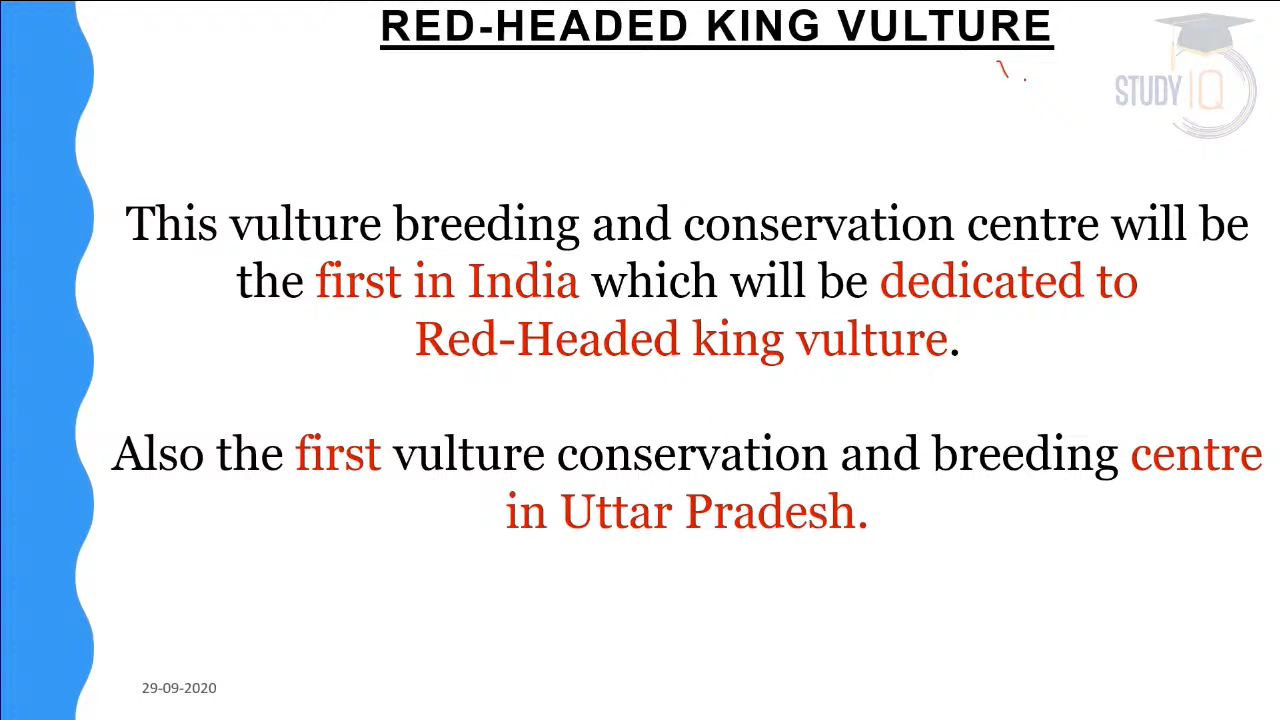 RED-HEADED KING VULTURE
STUDY IQ
This vulture breeding and conservation centre will be
the first in India which will be dedicated to
Red-Headed king vulture.
Also the first vulture conservation and breeding centre
in Uttar Pradesh.
29-09-2020